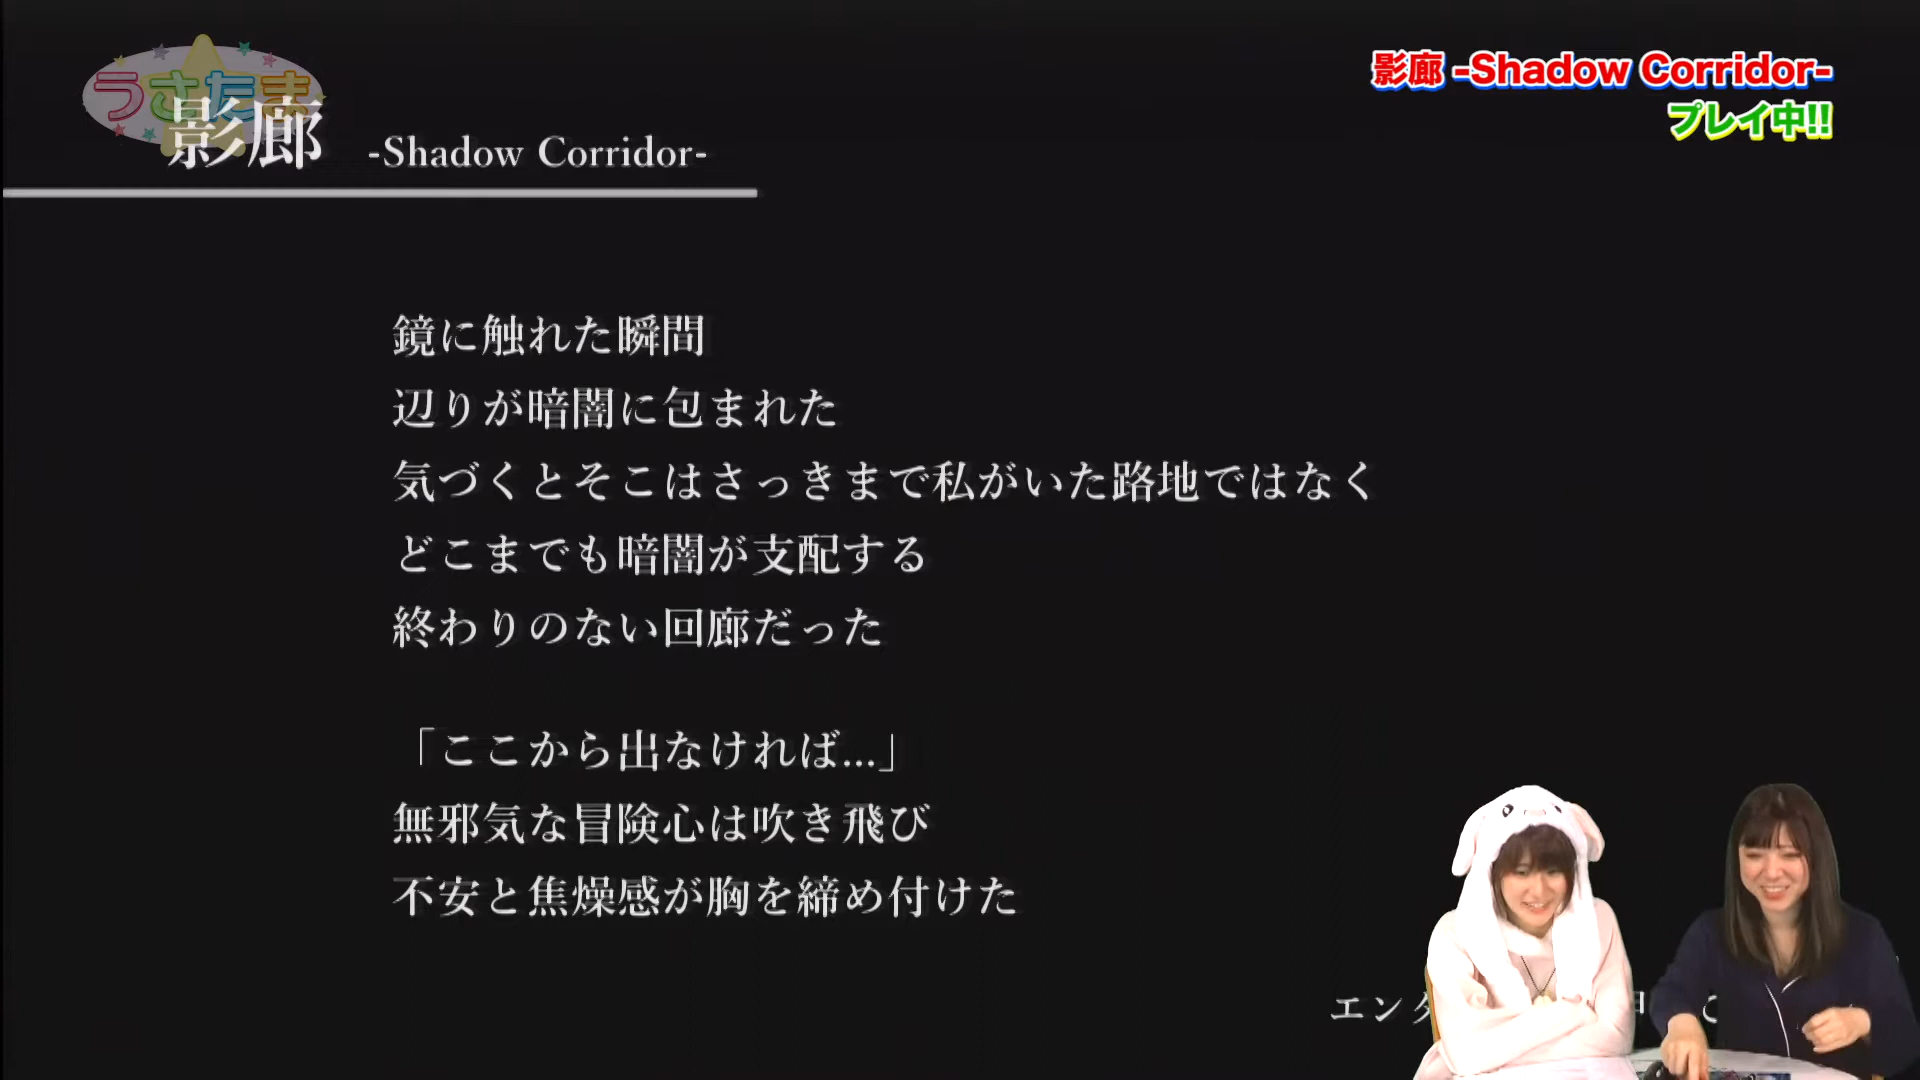 うさたま
影廊 -Shadow Corridor-
プレイ中!!
影廊 -Shadow Corridor-
鏡に触れた瞬間
辺りが暗闇に包まれた
気づくとそこはさっきまで私がいた路地ではなく
どこまでも暗闇が支配する
終わりのない回廊だった
「ここから出なければ...」
無邪気な冒険心は吹き飛び
不安と焦燥感が胸を締め付けた